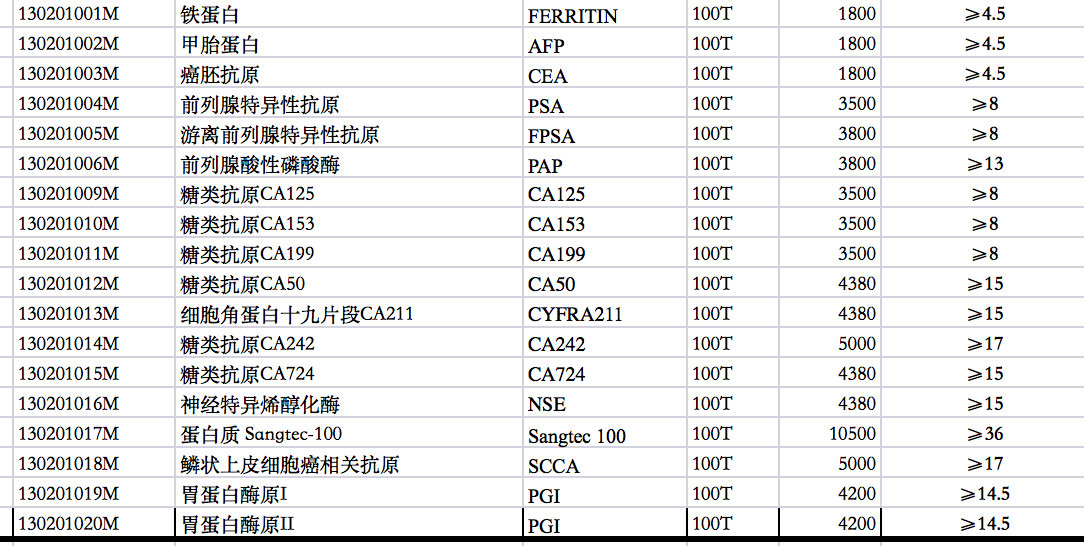 130201001M 铁蛋白 FERRITIN 100T 1800 ≥4.5
130201002M 甲胎蛋白 AFP 100T 1800 ≥4.5
130201003M 癌胚抗原 CEA 100T 1800 ≥4.5
130201004M 前列腺特异性抗原 PSA 100T 3500 ≥8
130201005M 游离前列腺特异性抗原 FPSA 100T 3800 ≥8
130201006M 前列腺酸性磷酸酶 PAP 100T 3800 ≥13
130201009M 糖类抗原CA125 CA125 100T 3500 ≥8
130201010M 糖类抗原CA153 CA153 100T 3500 ≥8
130201011M 糖类抗原CA199 CA199 100T 3500 ≥8
130201012M 糖类抗原CA50 CA50 100T 4380 ≥15
130201013M 细胞角蛋白十九片段CA211 CYFRA211 100T 4380 ≥15
130201014M 糖类抗原CA242 CA242 100T 5000 ≥17
130201015M 糖类抗原CA724 CA724 100T 4380 ≥15
130201016M 神经特异烯醇化酶 NSE 100T 4380 ≥15
130201017M 蛋白质 Sangtec-100 Sangtec 100 100T 10500 ≥36
130201018M 鳞状上皮细胞癌相关抗原 SCCA 100T 5000 ≥17
130201019M 胃蛋白酶原I PGI 100T 4200 ≥14.5
130201020M 胃蛋白酶原II PGI 100T 4200 ≥14.5